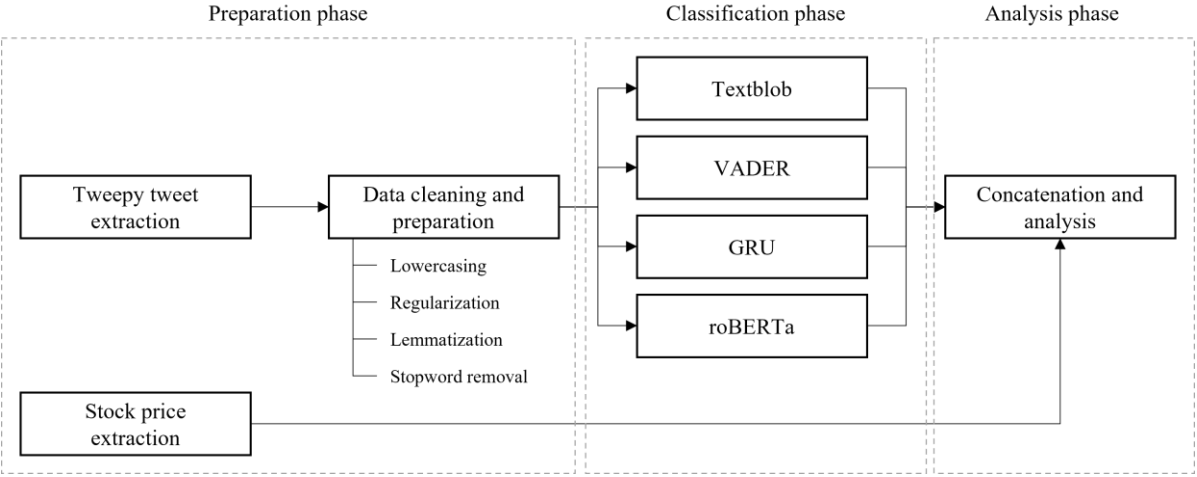 Preparation phase
Classification phase
Analysis phase
Tweepy tweet
extraction
Data cleaning and
preparation
Lowercasing
Regularization
Lemmatization
Stopword removal
Stock price
extraction
Textblob
VADER
GRU
roBERTa
Concatenation and
analysis